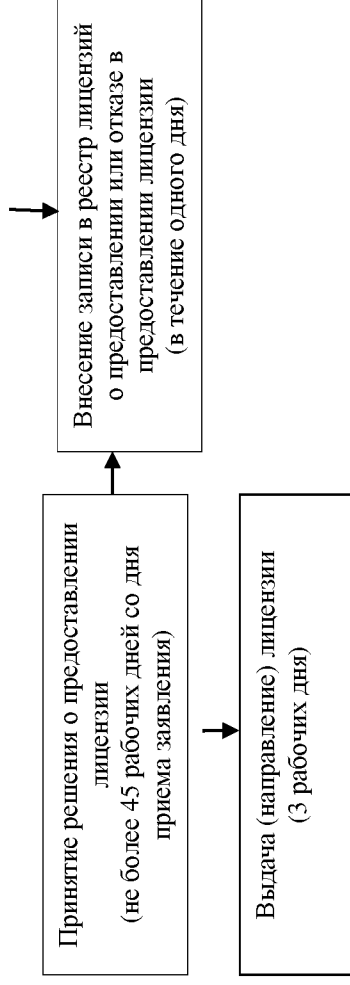 Принятие решения о предоставлении
лицензии
(не более 45 рабочих дней со дня
приема заявления)
Внесение записи в реестр лицензий
о предоставлении или отказе в
предоставлении лицензии
(в течение одного дня)
Выдача (направление) лицензии
(3 рабочих дня)